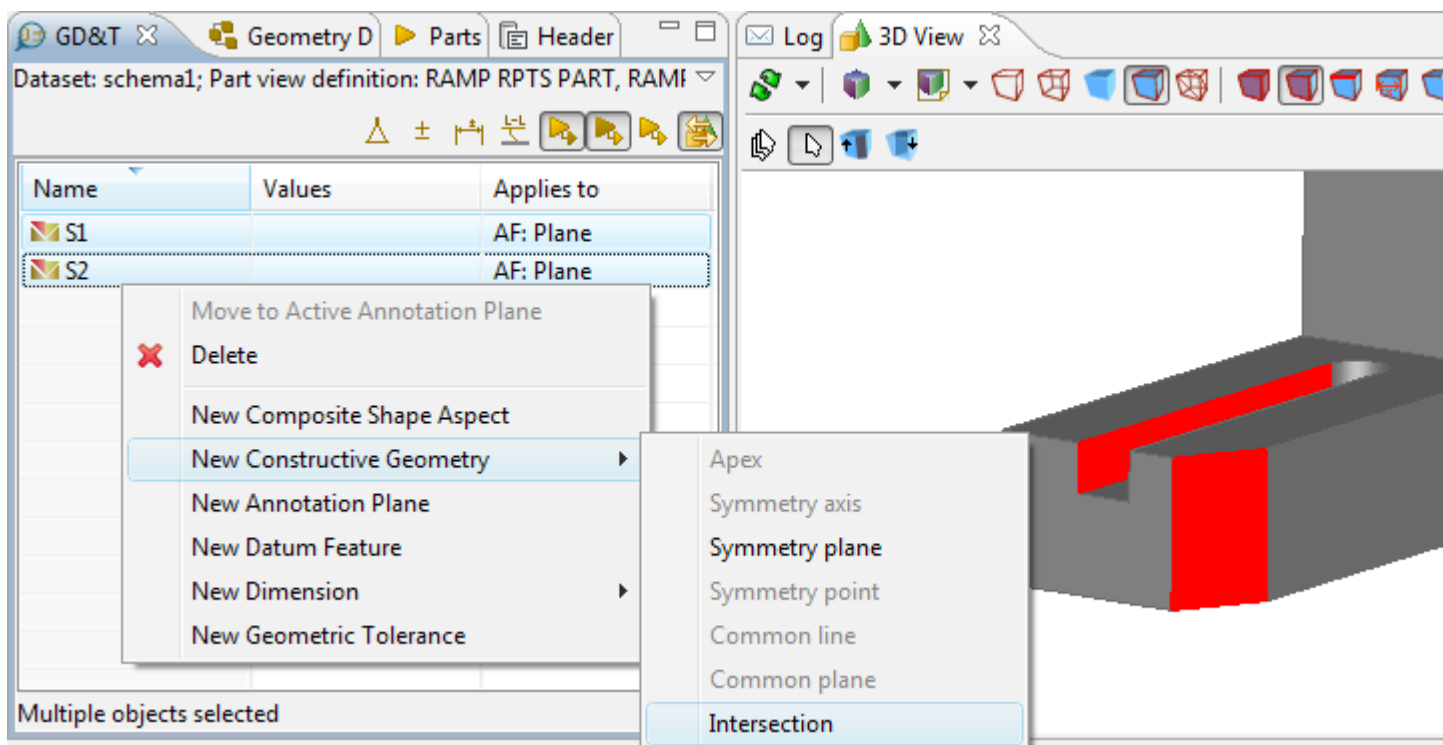 GD&T Geometry D Parts Header
Dataset: schema1; Part view definition: RAMP RPTS PART, RAMF
Name Values Applies to
S1 AF: Plane
S2 AF: Plane
Move to Active Annotation Plane
Delete
New Composite Shape Aspect
New Constructive Geometry
New Annotation Plane
New Datum Feature
New Dimension
New Geometric Tolerance
Multiple objects selected
Log 3D View
Apex
Symmetry axis
Symmetry plane
Symmetry point
Common line
Common plane
Intersection